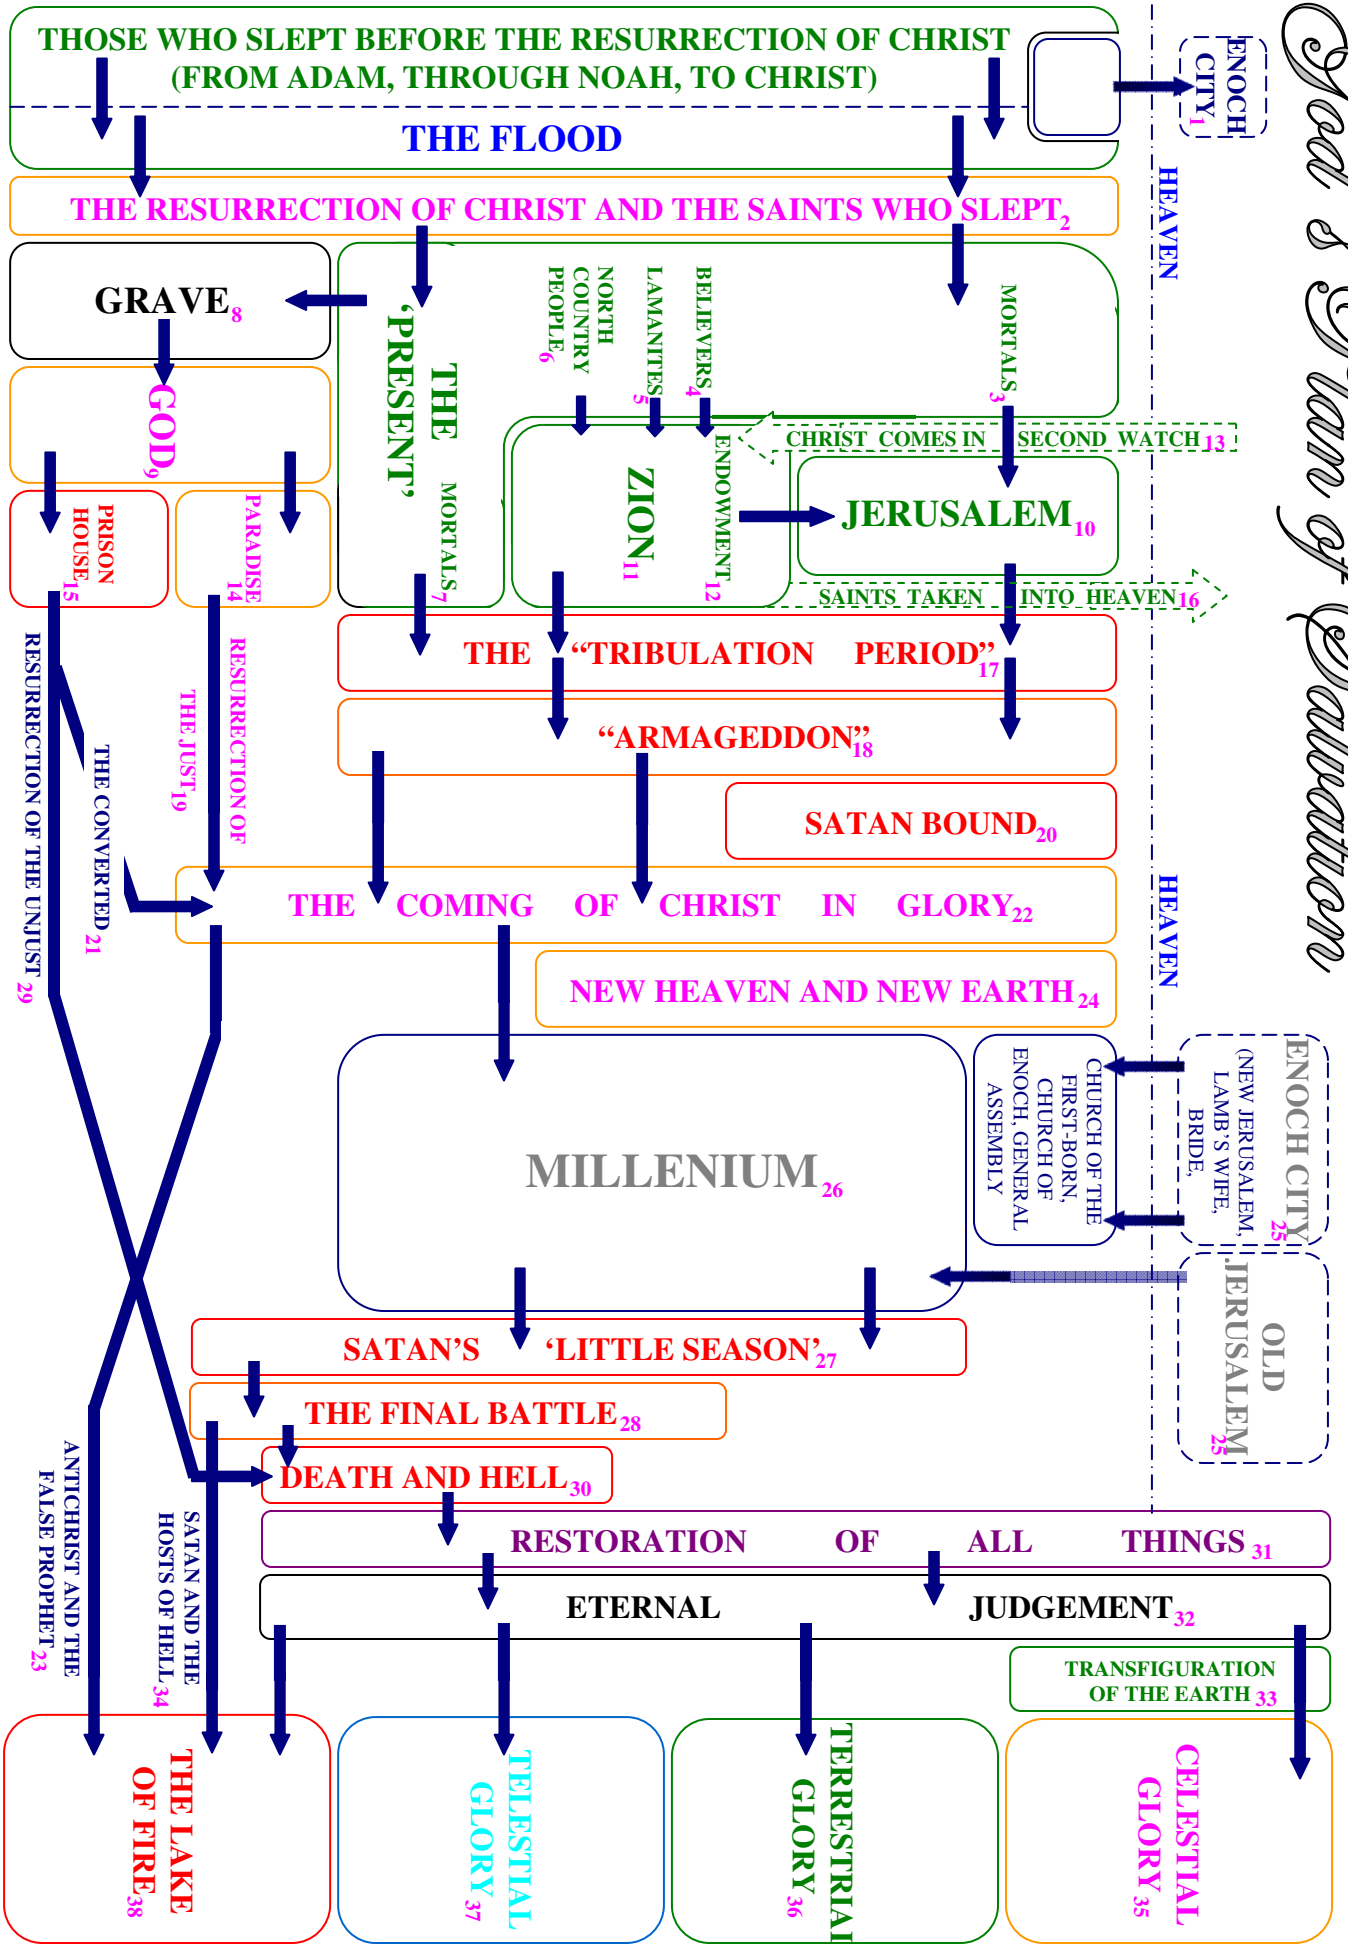 God's Plan of Salvation
THOSE WHO SLEPT BEFORE THE RESURRECTION OF CHRIST
(FROM ADAM, THROUGH NOAH, TO CHRIST)
THE FLOOD
ENOCH
CITY1
HEAVEN
THE RESURRECTION OF CHRIST AND THE SAINTS WHO SLEPT2
GRAVE8
GOD9
PRISON
HOUSE15
PARADISE
14
THE
‘PRESENT’
MORTALS7
NORTH
COUNTRY
PEOPLE6
LAMANITES5
BELIEVERS4
MORTALS3
CHRIST COMES IN SECOND WATCH13
ZION11
ENDOWMENT12
JERUSALEM10
SAINTS TAKEN INTO HEAVEN16
THE “TRIBULATION PERIOD”17
“ARMAGEDDON”18
SATAN BOUND20
RESURRECTION OF
THE JUST19
THE CONVERTED21
RESURRECTION OF THE UNJUST29
THE COMING OF CHRIST IN GLORY22
HEAVEN
NEW HEAVEN AND NEW EARTH24
MILLENIUM26
CHURCH OF THE
FIRST-BORN,
CHURCH OF
ENOCH, GENERAL
ASSEMBLY
ENOCH CITY25
(NEW JERUSALEM,
LAMB'S WIFE,
BRIDE,
OLD
JERUSALEM25
SATAN’S ‘LITTLE SEASON’27
THE FINAL BATTLE28
DEATH AND HELL30
RESTORATION OF ALL THINGS31
ETERNAL JUDGEMENT32
TRANSFIGURATION
OF THE EARTH33
ANTICHRIST AND THE
FALSE PROPHET23
SATAN AND THE
HOSTS OF HELL34
THE LAKE
OF FIRE38
TELESTIAL
GLORY37
TERRESTRIAL
GLORY36
CELESTIAL
GLORY35